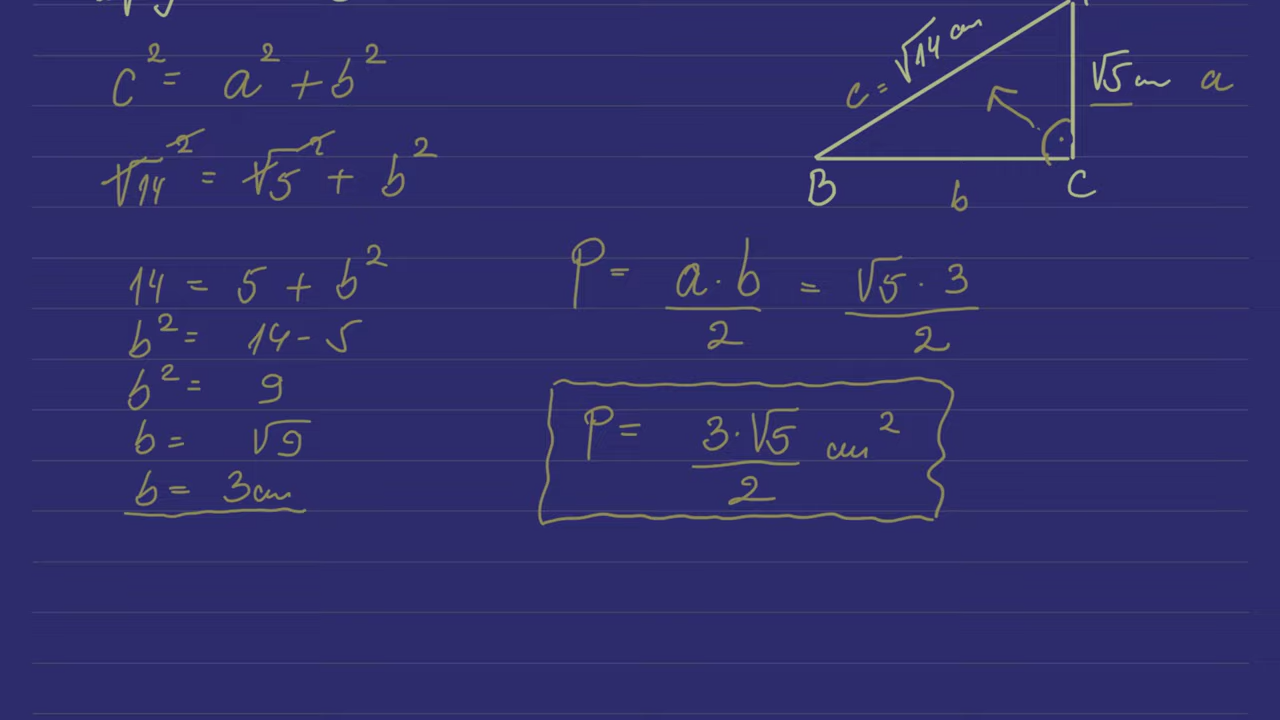 c² = a² + b²
√14² = √5² + b²
14 = 5 + b²
b² = 14 - 5
b² = 9
b = √9
b = 3cm
c = √14 cm
√5 cm a
B
b
C
P = a · b / 2 = √5 · 3 / 2
P = 3 · √5 / 2 cm²